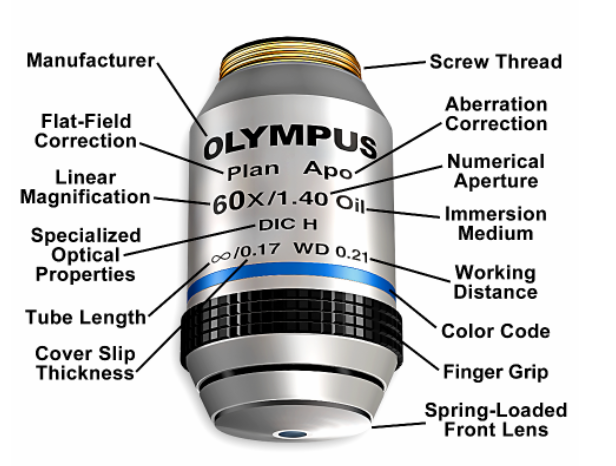 Manufacturer
Screw Thread
Flat-Field
Correction
Aberration
Correction
OLYMPUS
Plan Apo
Linear
Magnification
Numerical
Aperture
60X/1.40 Oil
Immersion
Medium
DIC H
Specialized
Optical
Properties
∞/0.17 WD 0.21
Working
Distance
Tube Length
Color Code
Cover Slip
Thickness
Finger Grip
Spring-Loaded
Front Lens